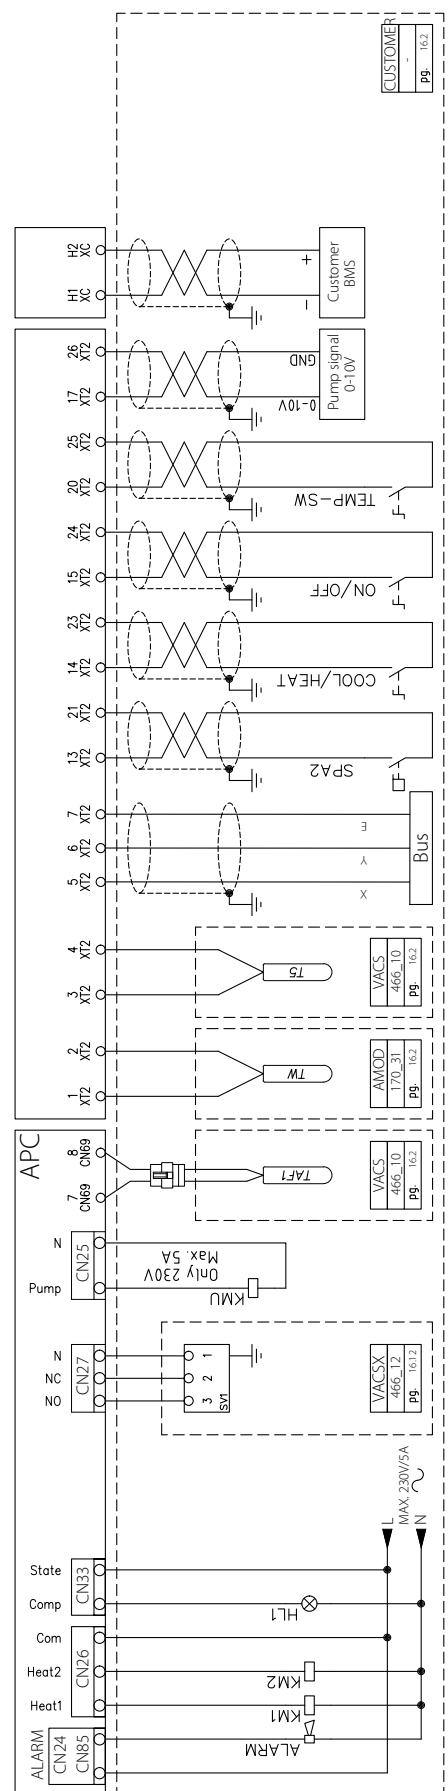 CUSTOMER
-
pg. 16.2
H2
XC
H1
XC
+
-
Customer
BMS
26
XT2
17
XT2
GND
0-10V
Pump signal
0-10V
25
XT2
20
XT2
TEMP-SW
24
XT2
15
XT2
ON/OFF
23
XT2
14
XT2
COOL/HEAT
21
XT2
13
XT2
SPA2
7
XT2
6
XT2
5
XT2
E
Y
X
Bus
4
XT2
3
XT2
T5
VACS
466_10
pg. 16.2
2
XT2
1
XT2
TW
AMOD
170_31
pg. 16.2
APC
8
CN69
7
CN69
TAF1
VACS
466_10
pg. 16.2
N
Pump
CN25
Only 230V
Max. 5A
KMU
N
NC
NO
CN27
1
2
3
SV1
VACSX
466_12
pg. 16.12
MAX. 230V/5A
L
N
State
Comp
CN33
HL1
Com
Heat2
Heat1
CN26
KM2
KM1
ALARM
CN24
CN85
ALARM